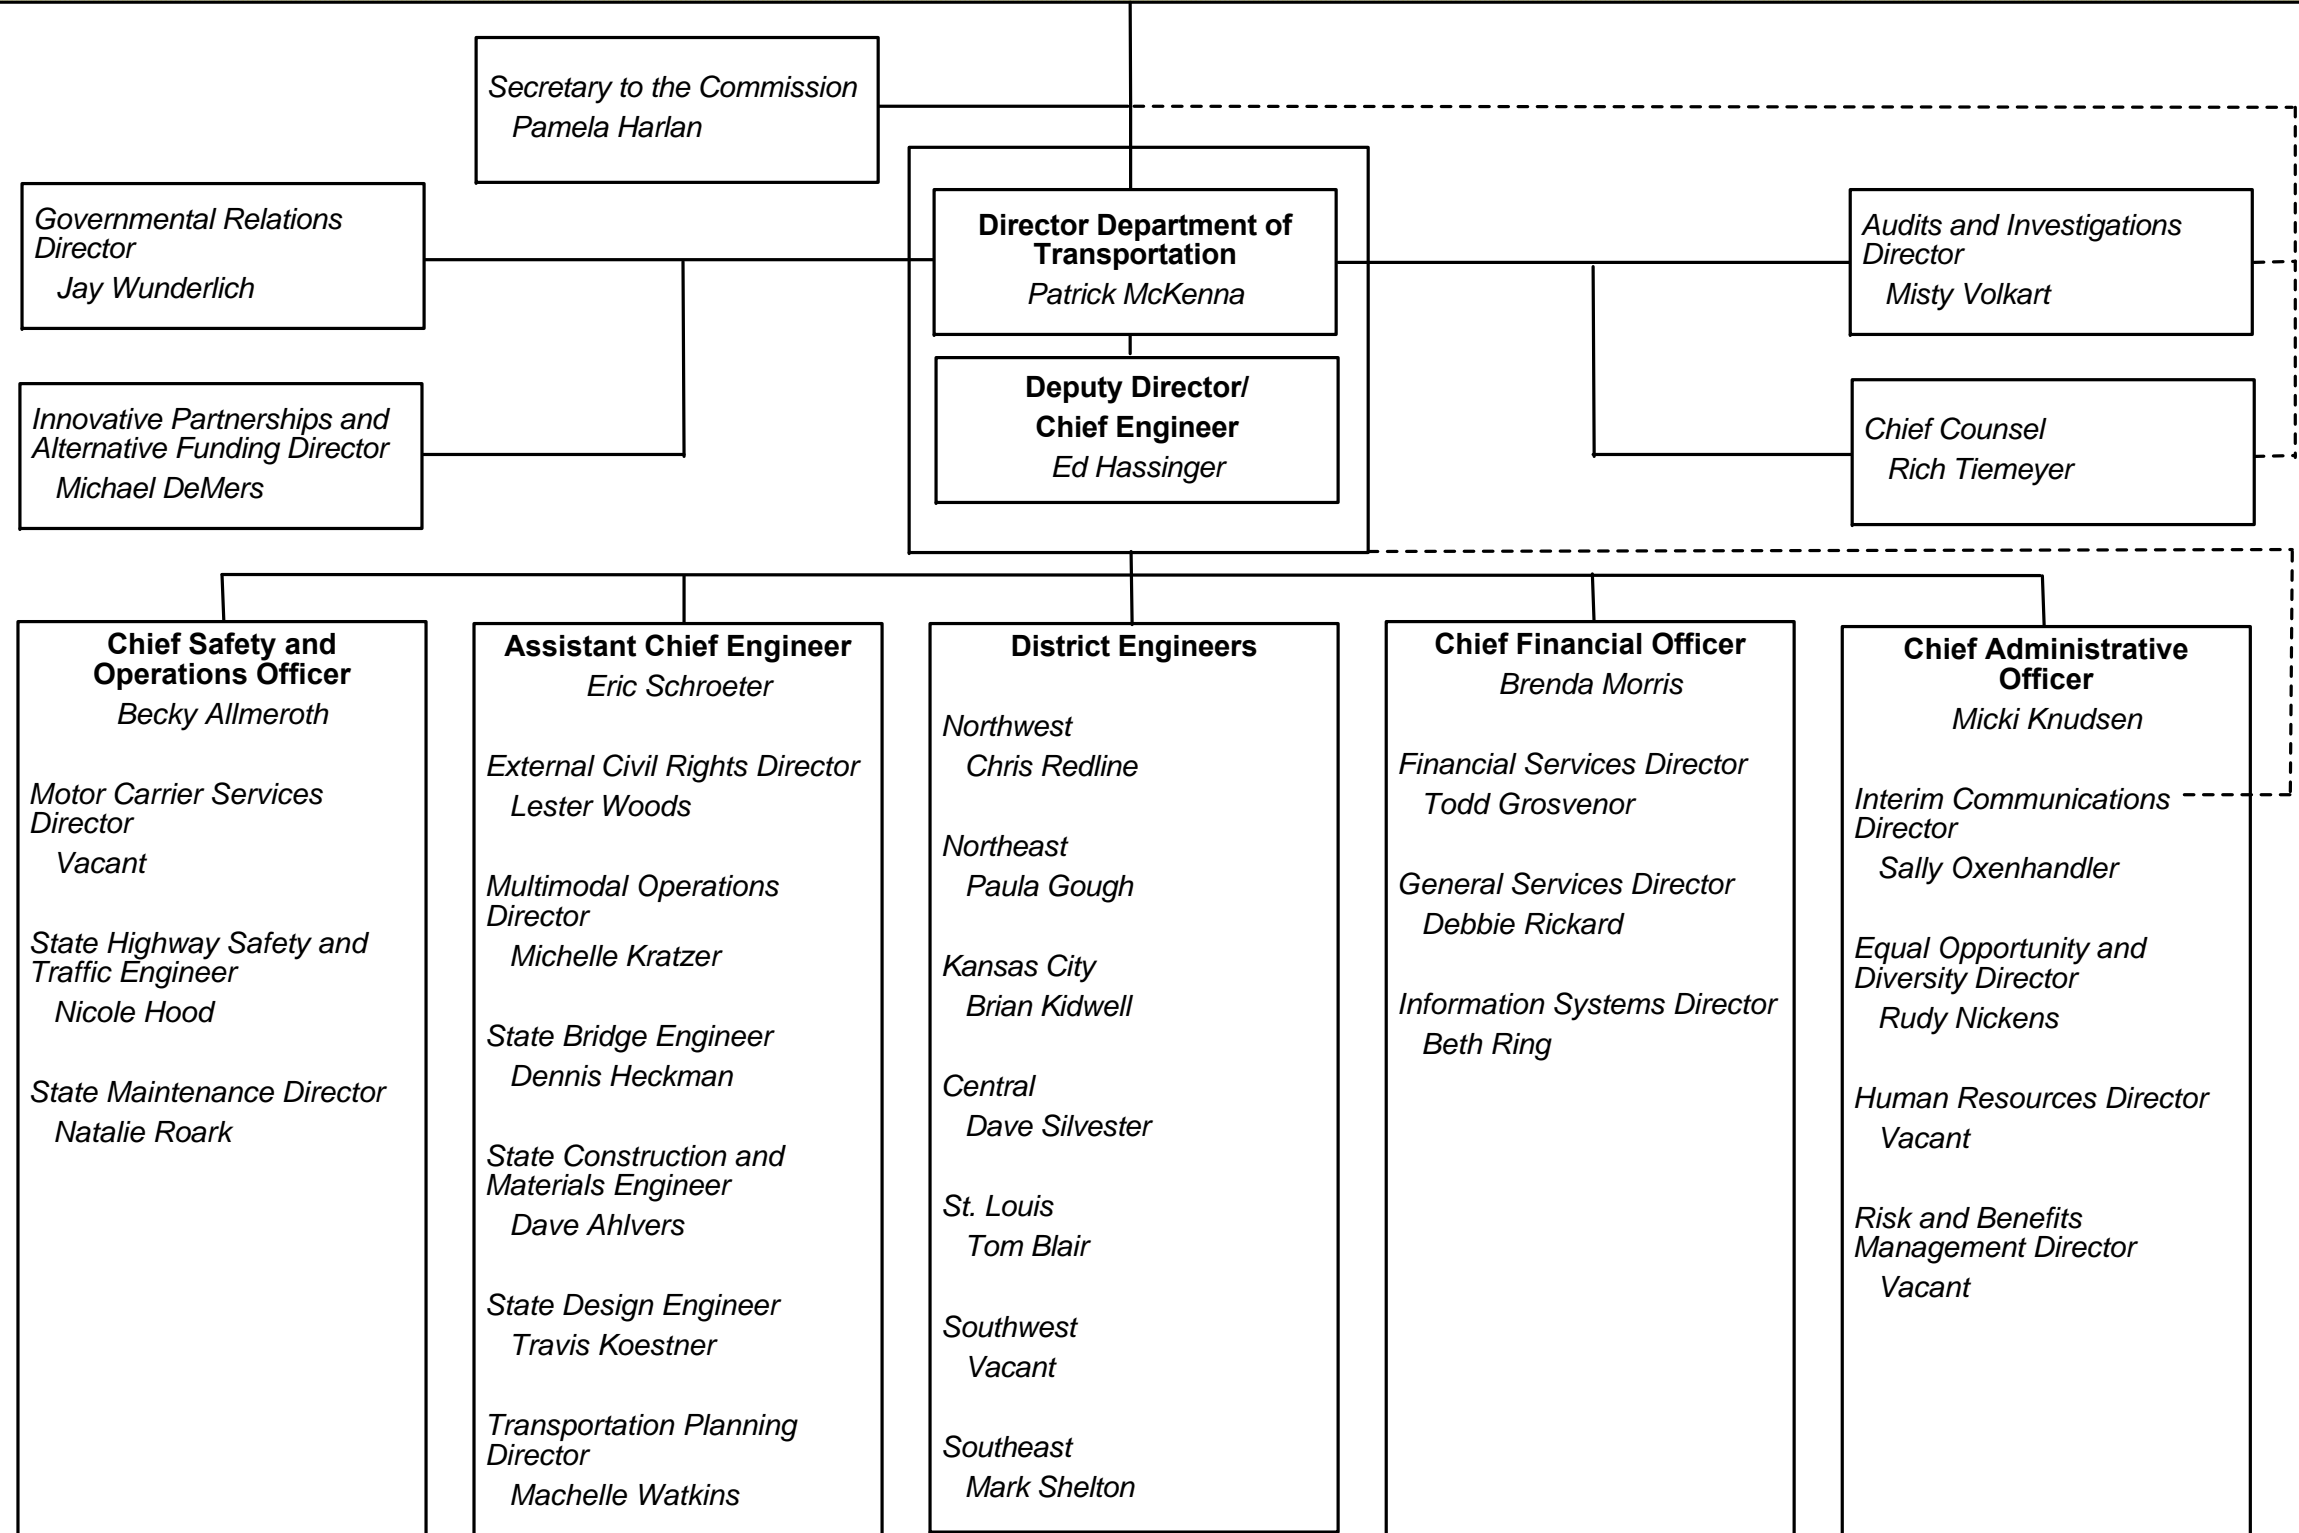 Secretary to the Commission
Pamela Harlan
Governmental Relations
Director
Jay Wunderlich
Director Department of
Transportation
Patrick McKenna
Audits and Investigations
Director
Misty Volkart
Innovative Partnerships and
Alternative Funding Director
Michael DeMers
Deputy Director/
Chief Engineer
Ed Hassinger
Chief Counsel
Rich Tiemeyer
Chief Safety and
Operations Officer
Becky Allmeroth
Motor Carrier Services
Director
Vacant
State Highway Safety and
Traffic Engineer
Nicole Hood
State Maintenance Director
Natalie Roark
Assistant Chief Engineer
Eric Schroeter
External Civil Rights Director
Lester Woods
Multimodal Operations
Director
Michelle Kratzer
State Bridge Engineer
Dennis Heckman
State Construction and
Materials Engineer
Dave Ahlvers
State Design Engineer
Travis Koestner
Transportation Planning
Director
Machelle Watkins
District Engineers
Northwest
Chris Redline
Northeast
Paula Gough
Kansas City
Brian Kidwell
Central
Dave Silvester
St. Louis
Tom Blair
Southwest
Vacant
Southeast
Mark Shelton
Chief Financial Officer
Brenda Morris
Financial Services Director
Todd Grosvenor
General Services Director
Debbie Rickard
Information Systems Director
Beth Ring
Chief Administrative
Officer
Micki Knudsen
Interim Communications
Director
Sally Oxenhandler
Equal Opportunity and
Diversity Director
Rudy Nickens
Human Resources Director
Vacant
Risk and Benefits
Management Director
Vacant